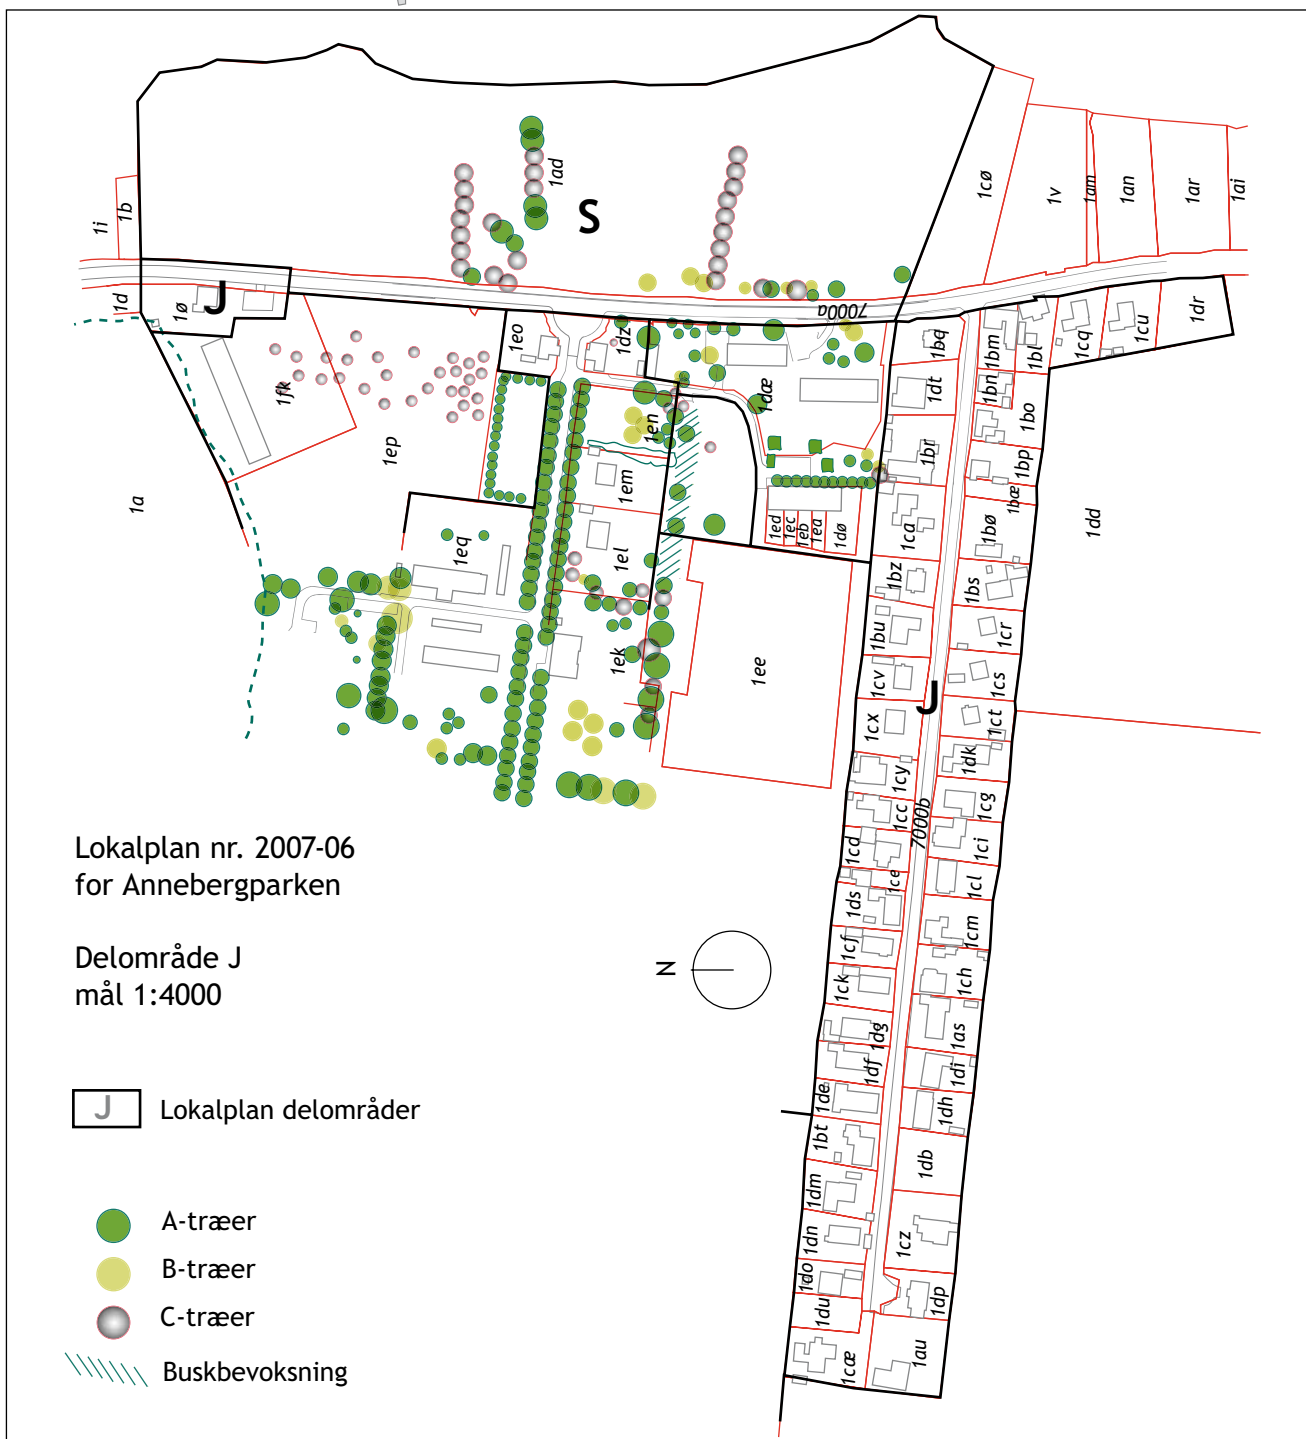 1ad
S
1cø
1v
1am
1an
1ar
1ai
1i
1b
1d
1ø
J
7000a
1eo
1dz
1dæ
1bq
1bm
1bl
1cq
1cu
1dr
1fk
1ep
1en
1dt
1bn
1bo
1a
1em
1br
1bp
1bæ
1dd
1eq
1el
1ed
1ec
1eb
1ea
1dø
1ca
1bø
1bz
1bs
1ek
1ee
1bu
1cr
1cv
1cs
J
1cx
1ct
1cy
1dk
1cc
7000b
1cg
1cd
1ci
1ce
1cl
1ds
1cm
1cf
1ch
1ck
1as
1dg
1df
1di
1de
1dh
1bt
1db
1dm
1dn
1cz
1do
1du
1dp
1cæ
1au
Lokalplan nr. 2007-06
for Annebergparken
Delområde J
mål 1:4000
N
J Lokalplan delområder
A-træer
B-træer
C-træer
Buskbevoksning